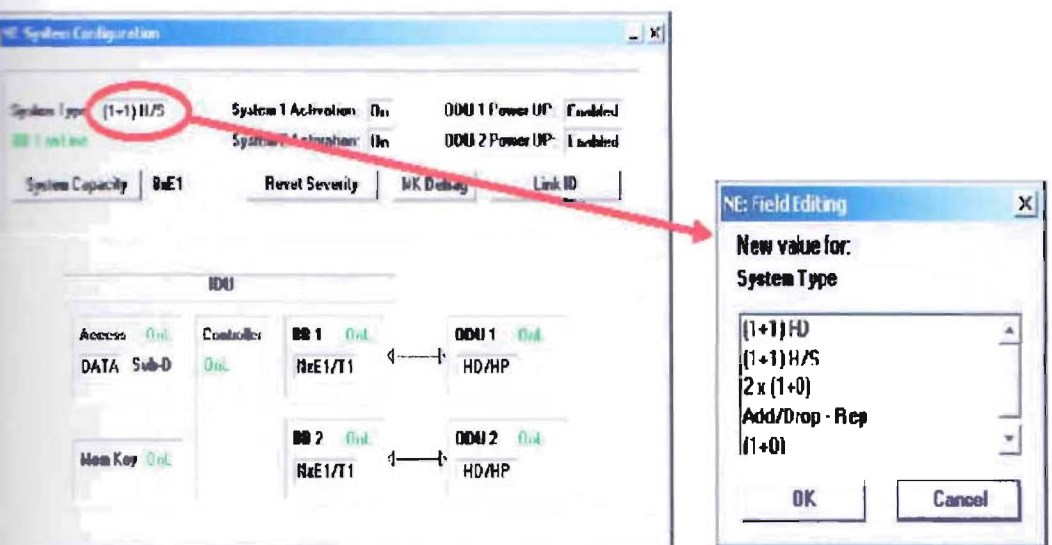 NE: System Configuration
System Type (1+1) H/S System 1 Activation: On ODU 1 Power UP: Enabled
On ODU 2 Power UP: Enabled
System Capacity 8xE1 Revet Severity MK Debug Link ID
IDU
Access OnL Controller BB 1 OnL ODU 1 OnL
DATA Sub-D OnL NxE1/T1 HD/HP
BB 2 OnL ODU 2 OnL
Mem Key OnL NxE1/T1 HD/HP
NE: Field Editing
New value for:
System Type
(1+1) HD
(1+1) H/S
2 x (1+0)
Add/Drop - Rep
(1+0)
OK Cancel